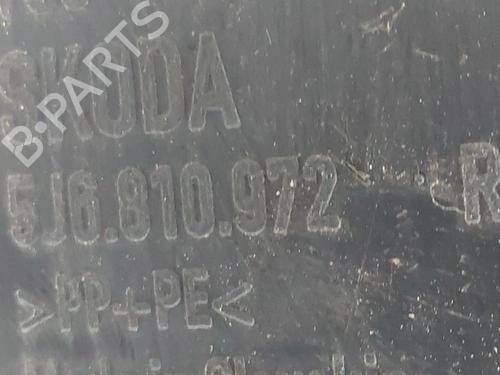 SKODA
5J6.810.972 R
>PP+PE<
B-PARTS